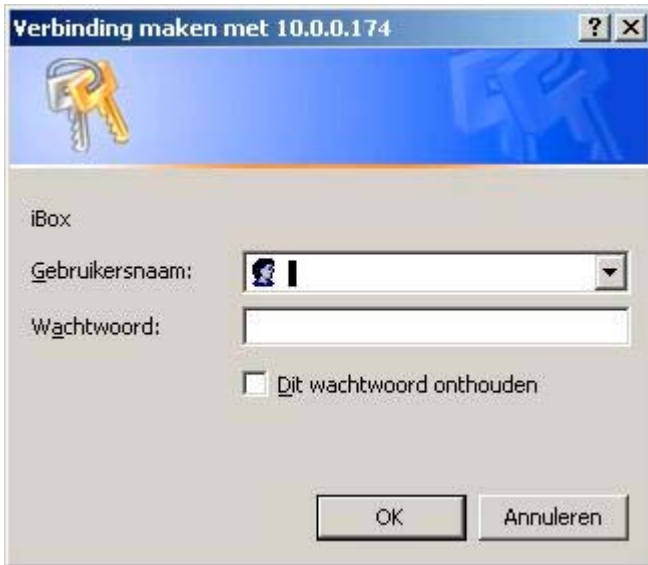 Verbinding maken met 10.0.0.174
iBox
Gebruikersnaam:
Wachtwoord:
Dit wachtwoord onthouden
OK Annuleren